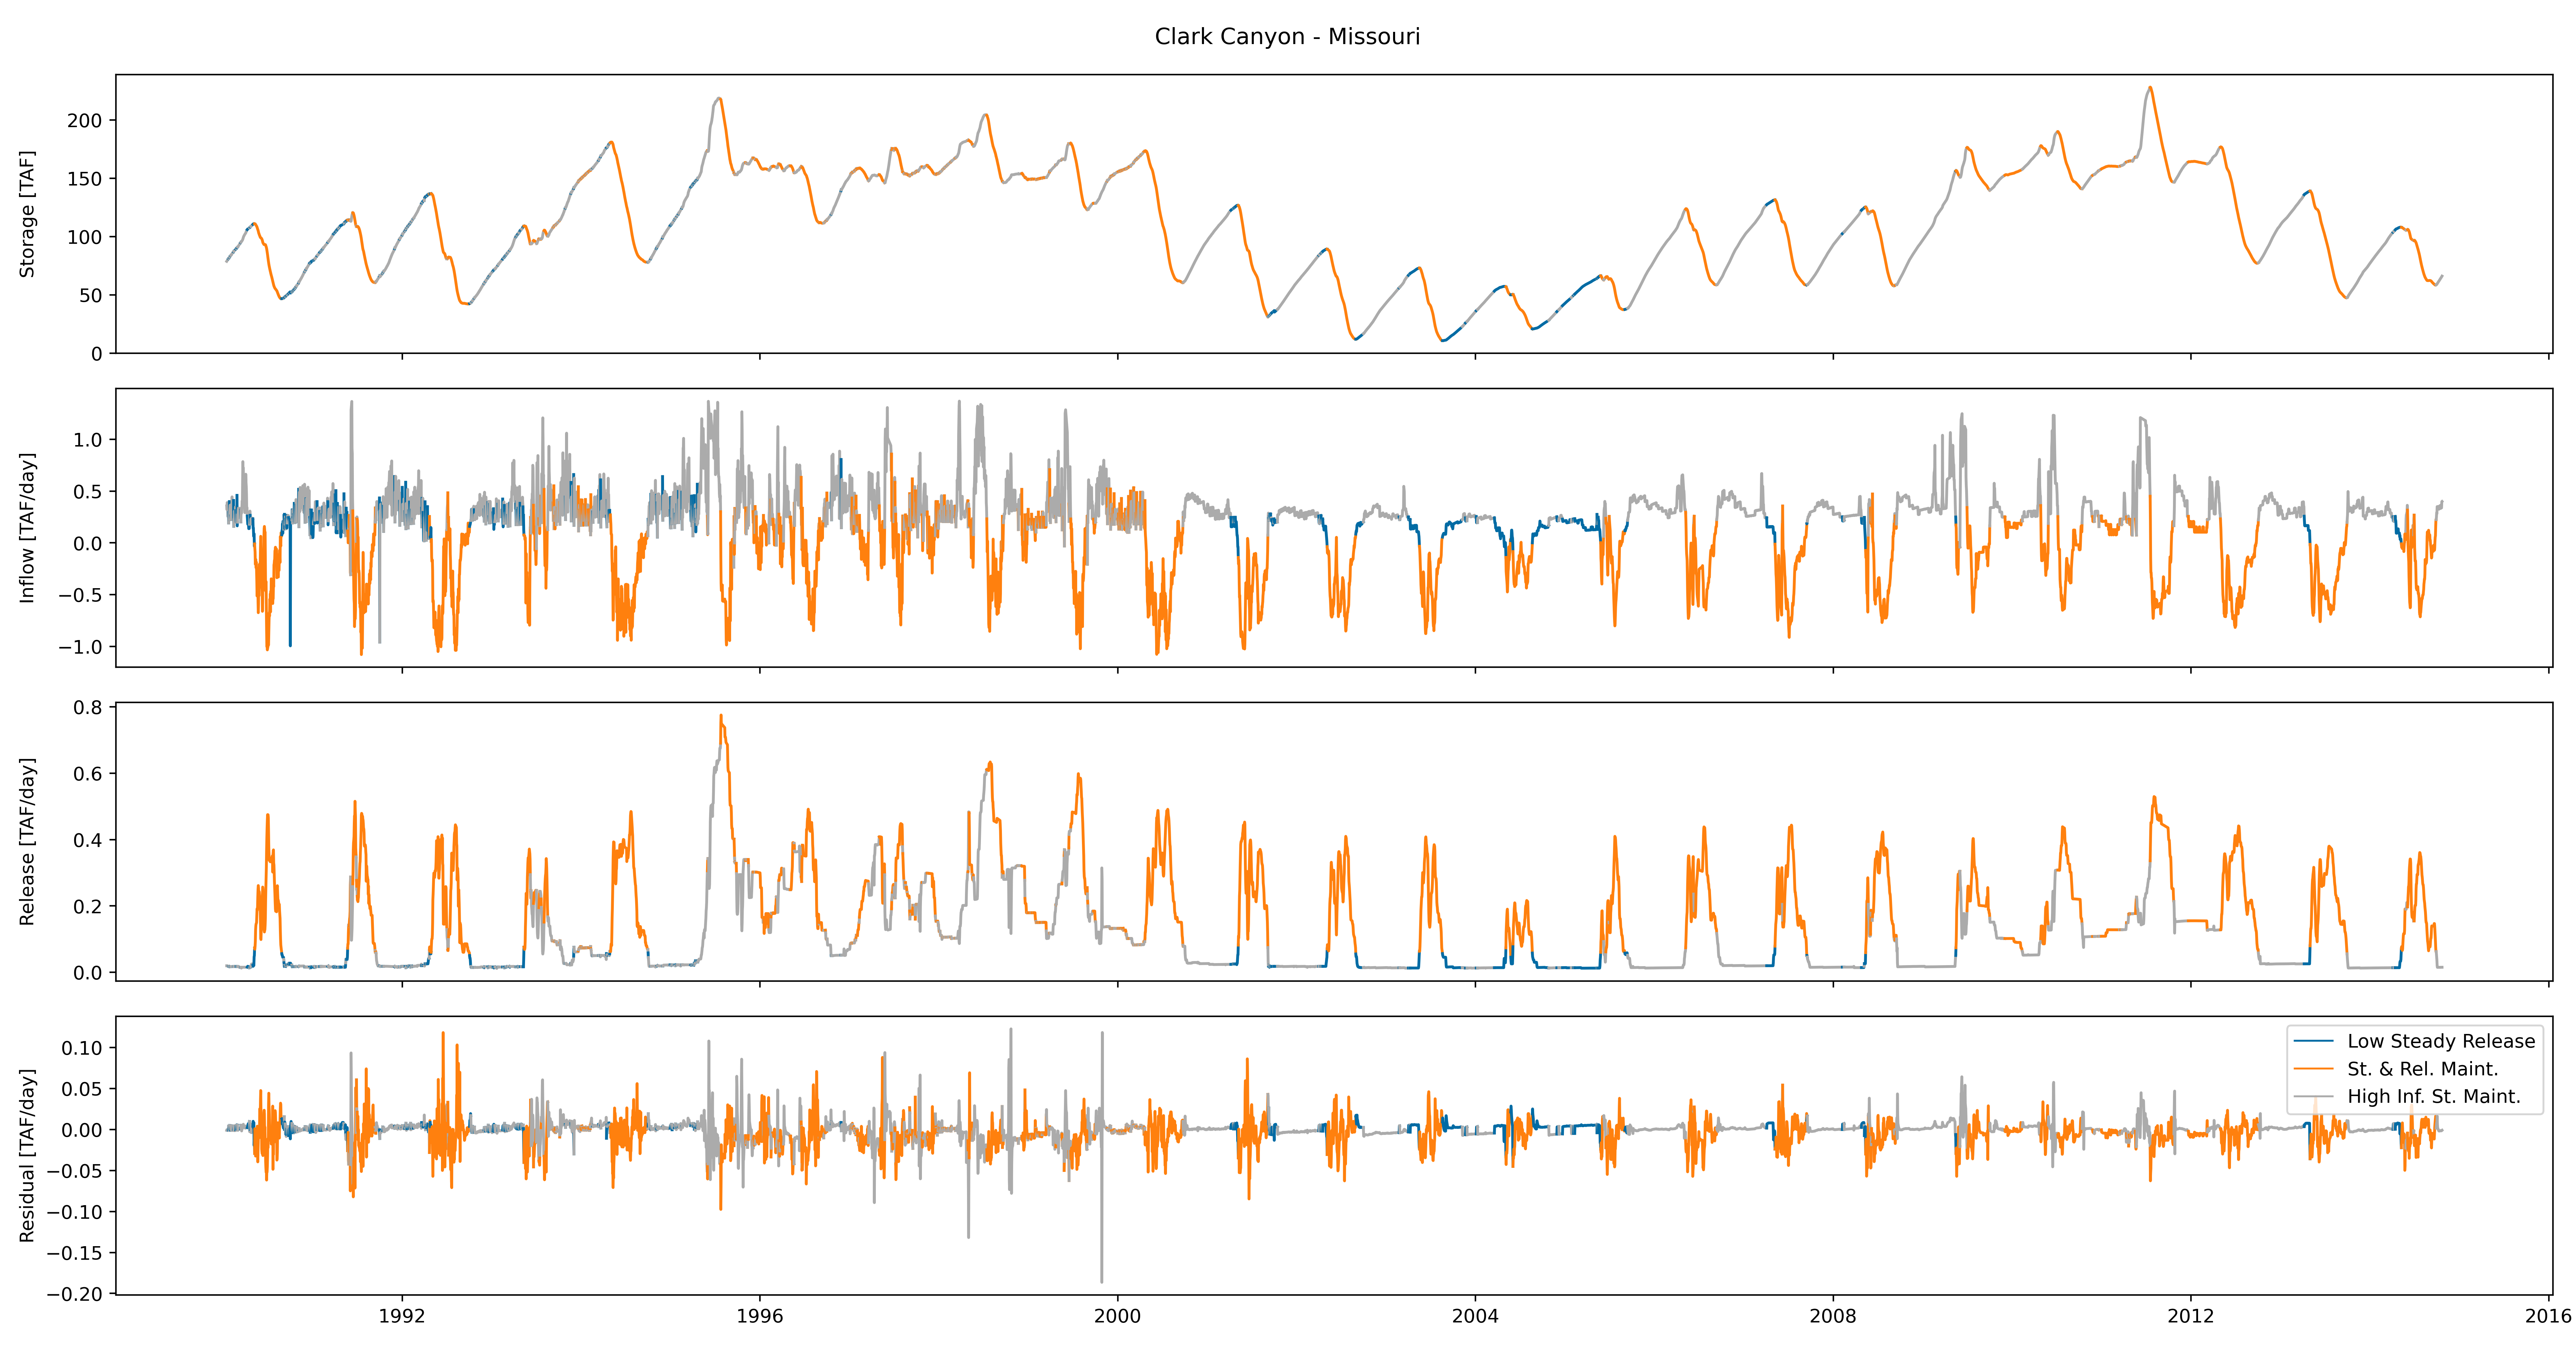 Clark Canyon - Missouri
Storage [TAF]
200
150
100
50
0
Inflow [TAF/day]
1.0
0.5
0.0
−0.5
−1.0
Release [TAF/day]
0.8
0.6
0.4
0.2
0.0
Residual [TAF/day]
0.10
0.05
0.00
−0.05
−0.10
−0.15
−0.20
Low Steady Release
St. & Rel. Maint.
High Inf. St. Maint.
1992 1996 2000 2004 2008 2012 2016